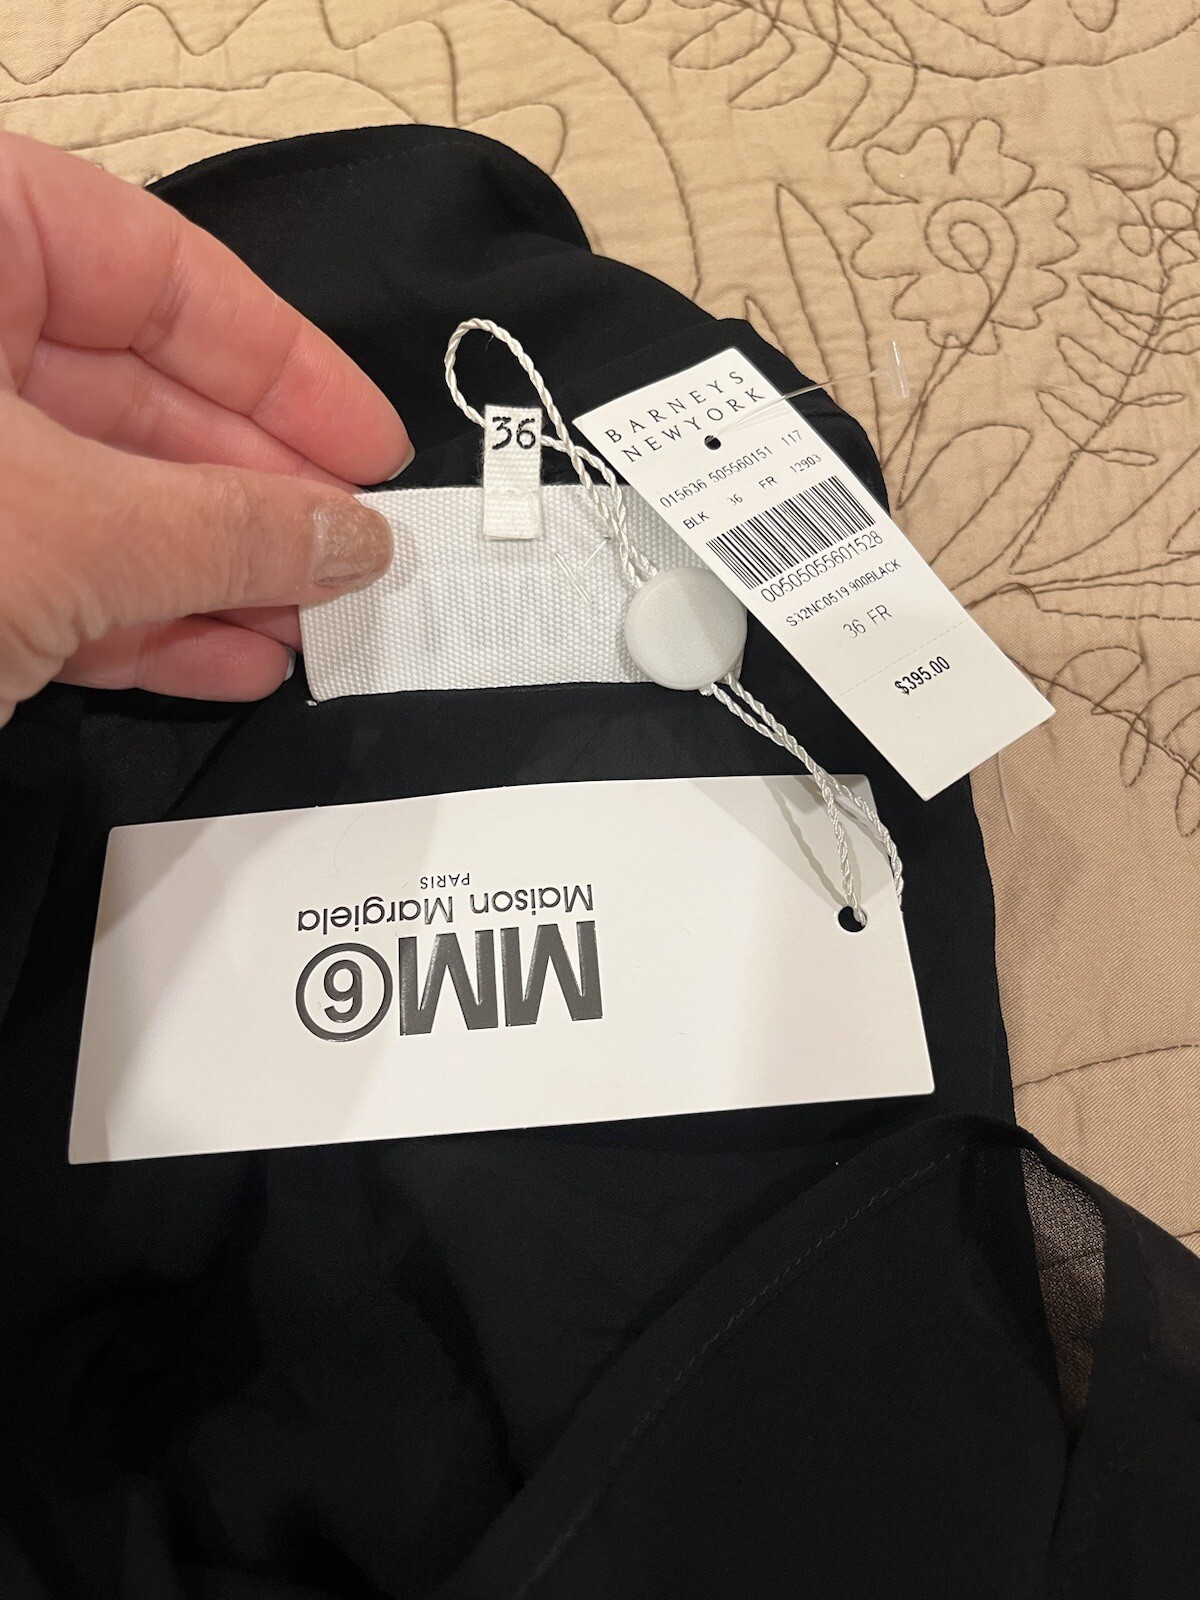 36
BARNEYS
NEWYORK
015636 505560151 117
BLK 36 FR 12903
00505055601528
S32NC0519 900BLACK
36 FR
$395.00
MM6
Maison Margiela
PARIS